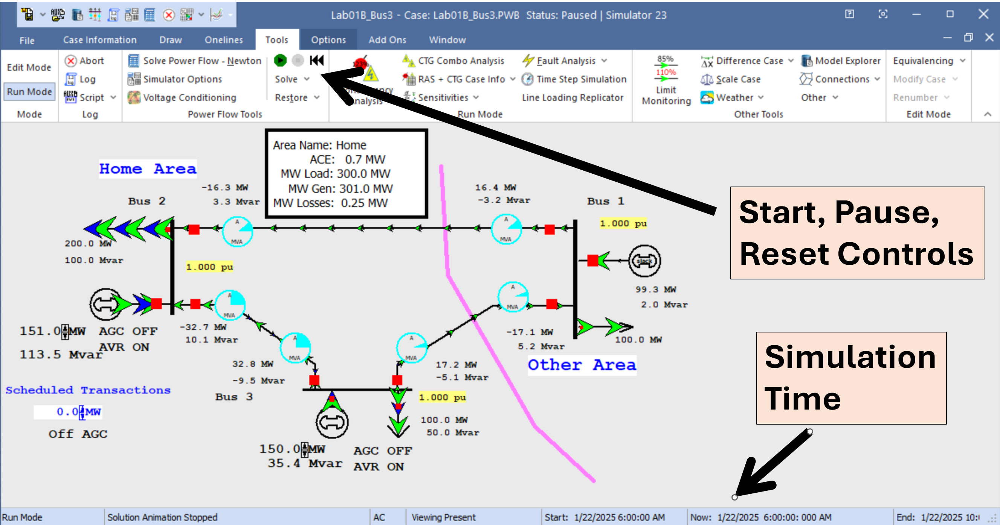 Lab01B_Bus3 - Case: Lab01B_Bus3.PWB Status: Paused | Simulator 23
File Case Information Draw Onelines Tools Options Add Ons Window
Edit Mode
Run Mode
Mode
Abort
Log
Script
Log
Solve Power Flow - Newton
Simulator Options
Voltage Conditioning
Solve
Restore
Power Flow Tools
123%
CTG Combo Analysis
RAS + CTG Case Info
Sensitivities
Fault Analysis
Time Step Simulation
Line Loading Replicator
Run Mode
85%
110%
Limit
Monitoring
Difference Case
Scale Case
Weather
Model Explorer
Connections
Other
Other Tools
Equivalencing
Modify Case
Renumber
Edit Mode
Area Name: Home
ACE: 0.7 MW
MW Load: 300.0 MW
MW Gen: 301.0 MW
MW Losses: 0.25 MW
Home Area
-16.3 MW
3.3 Mvar
Bus 2
16.4 MW
-3.2 Mvar
Bus 1
1.000 pu
A
MVA
A
MVA
200.0 MW
100.0 Mvar
1.000 pu
slack
99.3 MW
2.0 Mvar
A
MVA
A
MVA
151.0 MW AGC OFF
113.5 Mvar AVR ON
-32.7 MW
10.1 Mvar
-17.1 MW
5.2 Mvar
100.0 MW
A
MVA
A
MVA
32.8 MW
-9.5 Mvar
17.2 MW
-5.1 Mvar
Other Area
Scheduled Transactions
0.0 MW
Off AGC
Bus 3
1.000 pu
100.0 MW
50.0 Mvar
150.0 MW AGC OFF
35.4 Mvar AVR ON
Start, Pause,
Reset Controls
Simulation
Time
Run Mode Solution Animation Stopped AC Viewing Present Start: 1/22/2025 6:00:00 AM Now: 1/22/2025 6:00:00: 000 AM End: 1/22/2025 10: